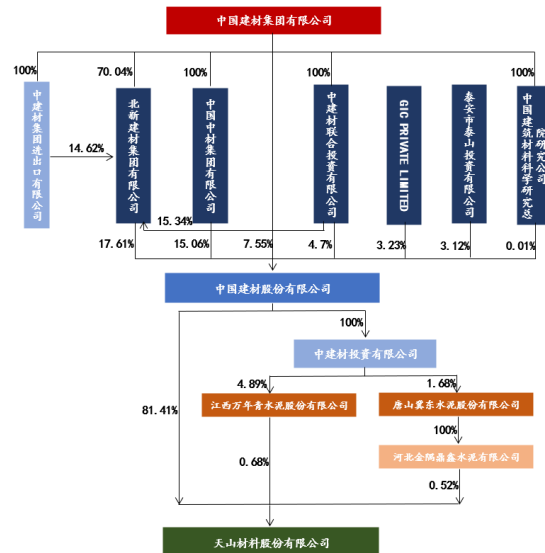 中国建材集团有限公司
100%
70.04%
100%
100%
100%
中建材集团进出口有限公司
北新建材集团有限公司
中国中材集团有限公司
中建材联合投资有限公司
GIC PRIVATE LIMITED
泰安市泰山投资有限公司
中国建筑材料科学研究总
院研究公司
14.62%
15.34%
17.61%
15.06%
7.55%
4.7%
3.23%
3.12%
0.01%
中国建材股份有限公司
100%
中建材投资有限公司
4.89%
1.68%
81.41%
江西万年青水泥股份有限公司
唐山冀东水泥股份有限公司
100%
河北金隅鼎鑫水泥有限公司
0.68%
0.52%
天山材料股份有限公司